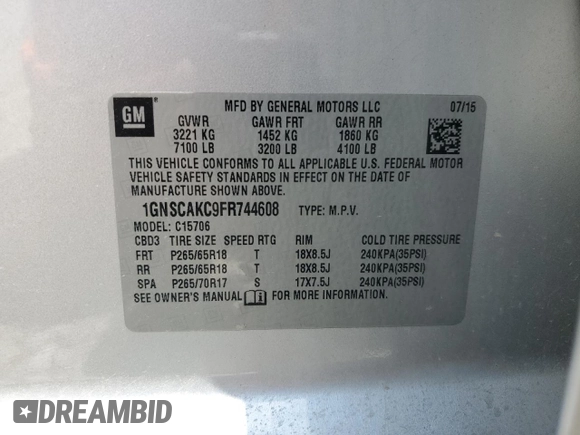 GM
MFD BY GENERAL MOTORS LLC 07/15
GVWR GAWR FRT GAWR RR
3221 KG 1452 KG 1860 KG
7100 LB 3200 LB 4100 LB
THIS VEHICLE CONFORMS TO ALL APPLICABLE U.S. FEDERAL MOTOR
VEHICLE SAFETY STANDARDS IN EFFECT ON THE DATE OF
MANUFACTURE SHOWN ABOVE.
1GNSCAKC9FR744608 TYPE: M.P.V.
MODEL: C15706
CBD3 TIRE SIZE SPEED RTG RIM COLD TIRE PRESSURE
FRT P265/65R18 T 18X8.5J 240KPA(35PSI)
RR P265/65R18 T 18X8.5J 240KPA(35PSI)
SPA P265/70R17 S 17X7.5J 240KPA(35PSI)
SEE OWNER'S MANUAL FOR MORE INFORMATION.
DREAMBID